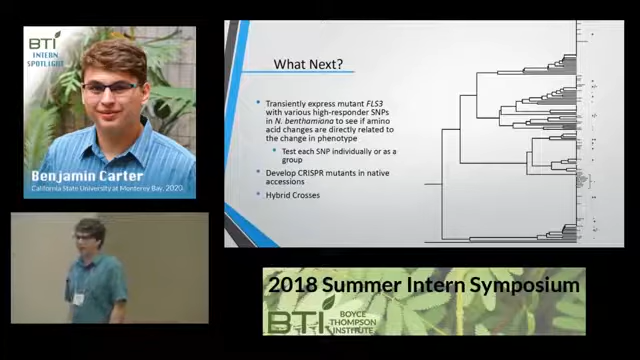 BTI
INTERN
SPOTLIGHT
Benjamin Carter
California State University at Monterey Bay, 2020
What Next?
Transiently express mutant FLS3
with various high-responder SNPs
in N. benthamiana to see if amino
acid changes are directly related to
the change in phenotype
Test each SNP individually or as a
group
Develop CRISPR mutants in native
accessions
Hybrid Crosses
2018 Summer Intern Symposium
BTI
BOYCE
THOMPSON
INSTITUTE